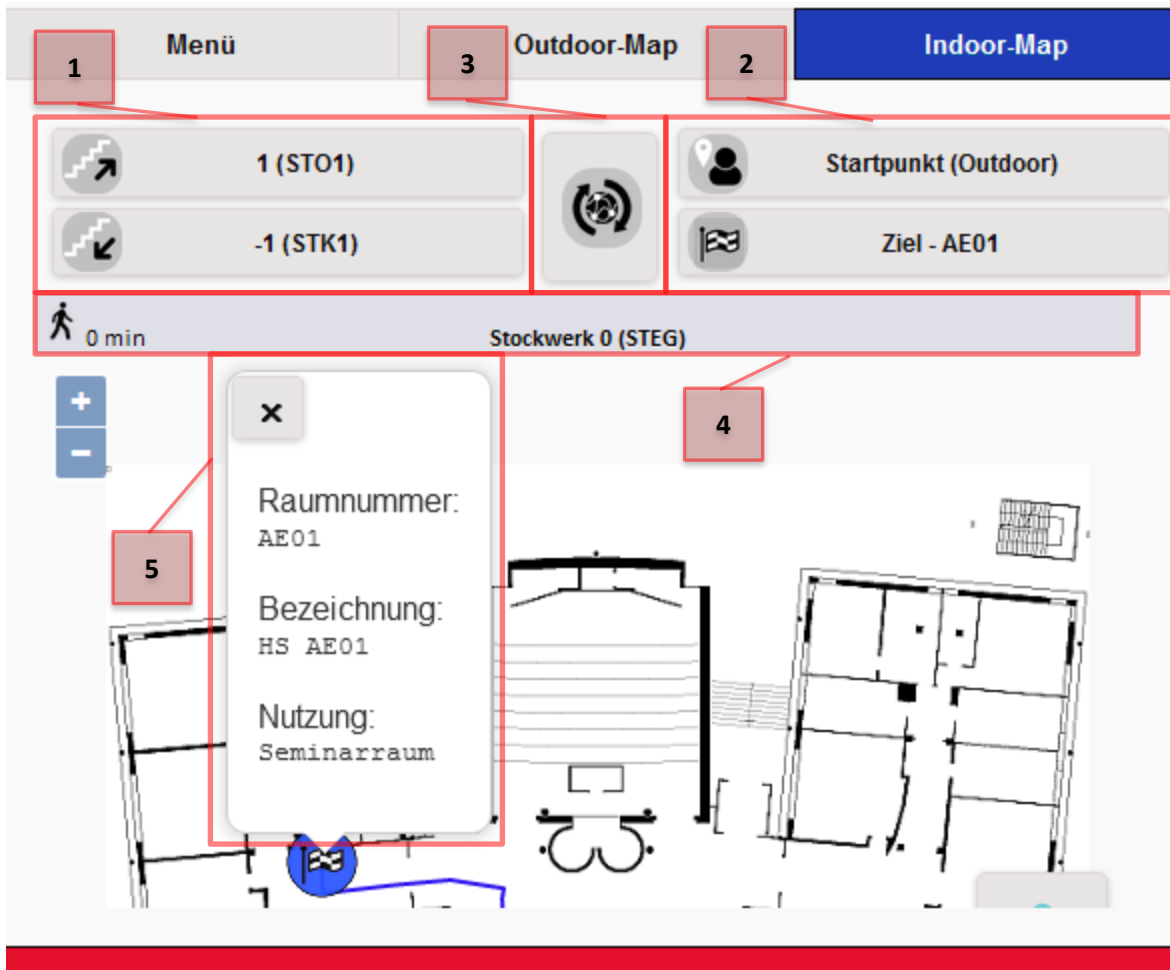 Menü
Outdoor-Map
Indoor-Map
1
3
2
1 (STO1)
Startpunkt (Outdoor)
-1 (STK1)
Ziel - AE01
0 min
Stockwerk 0 (STEG)
+
−
4
×
Raumnummer:
AE01
5
Bezeichnung:
HS AE01
Nutzung:
Seminarraum